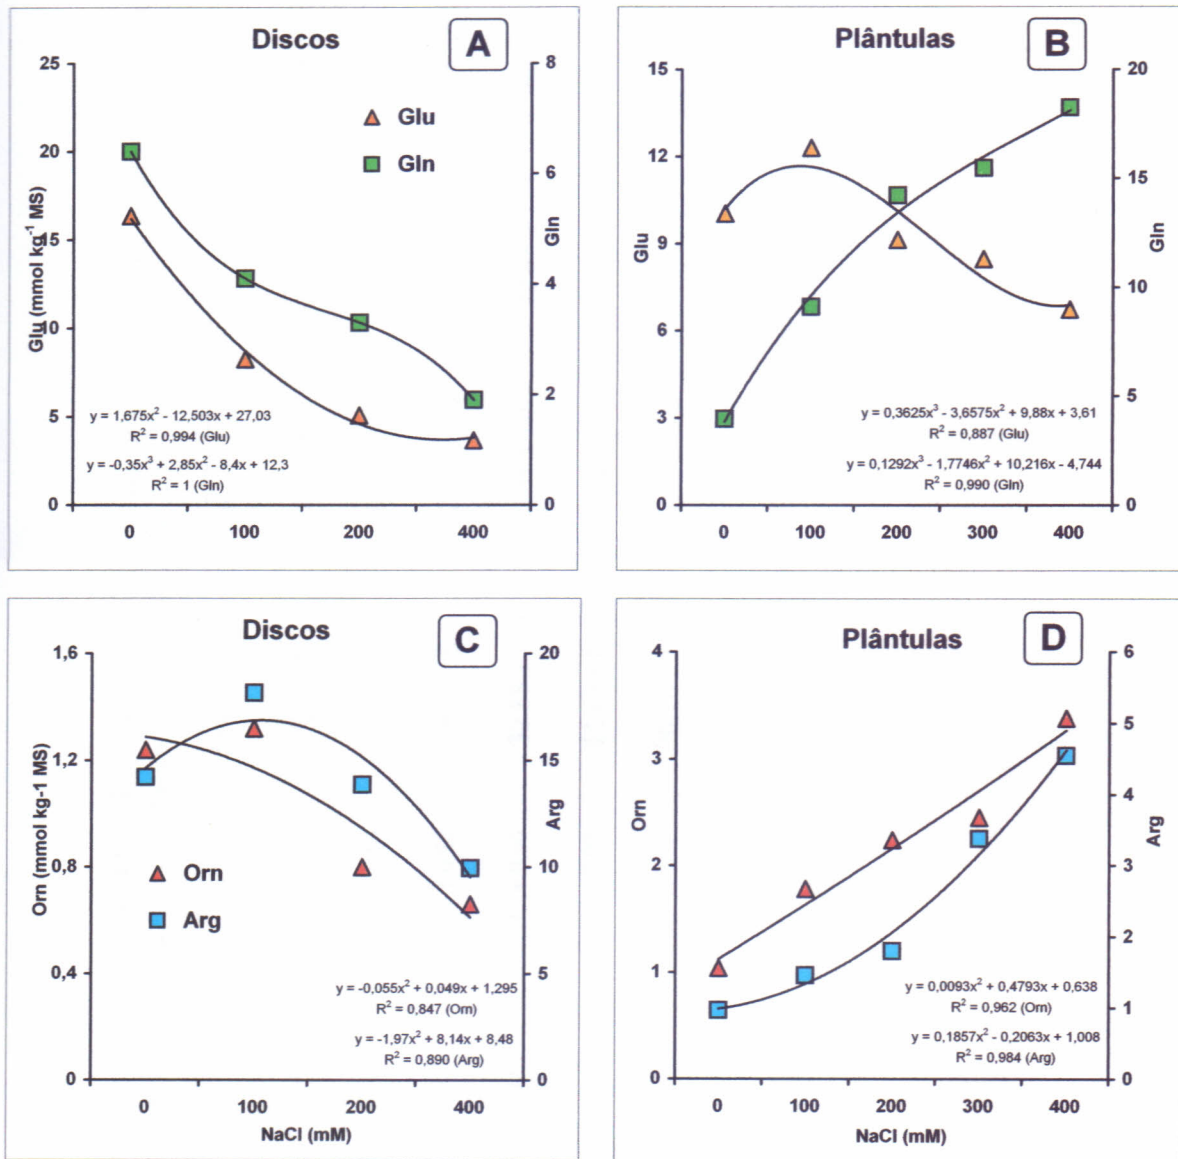 Discos
A
25
20
15
10
5
0
Glu (mmol kg⁻¹ MS)
8
6
4
2
0
Gln
Glu
Gln
y = 1,675x² - 12,503x + 27,03
R² = 0,994 (Glu)
y = -0,35x³ + 2,85x² - 8,4x + 12,3
R² = 1 (Gln)
0 100 200 400
Plântulas
B
15
12
9
6
3
0
Glu
20
15
10
5
0
Gln
y = 0,3625x³ - 3,6575x² + 9,88x + 3,61
R² = 0,887 (Glu)
y = 0,1292x³ - 1,7746x² + 10,216x - 4,744
R² = 0,990 (Gln)
0 100 200 300 400
Discos
C
1,6
1,2
0,8
0,4
0
Orn (mmol kg-1 MS)
20
15
10
5
0
Arg
Orn
Arg
y = -0,055x² + 0,049x + 1,295
R² = 0,847 (Orn)
y = -1,97x² + 8,14x + 8,48
R² = 0,890 (Arg)
0 100 200 400
NaCl (mM)
Plântulas
D
4
3
2
1
0
Orn
6
5
4
3
2
1
0
Arg
y = 0,0093x² + 0,4793x + 0,638
R² = 0,962 (Orn)
y = 0,1857x² - 0,2063x + 1,008
R² = 0,984 (Arg)
0 100 200 300 400
NaCl (mM)